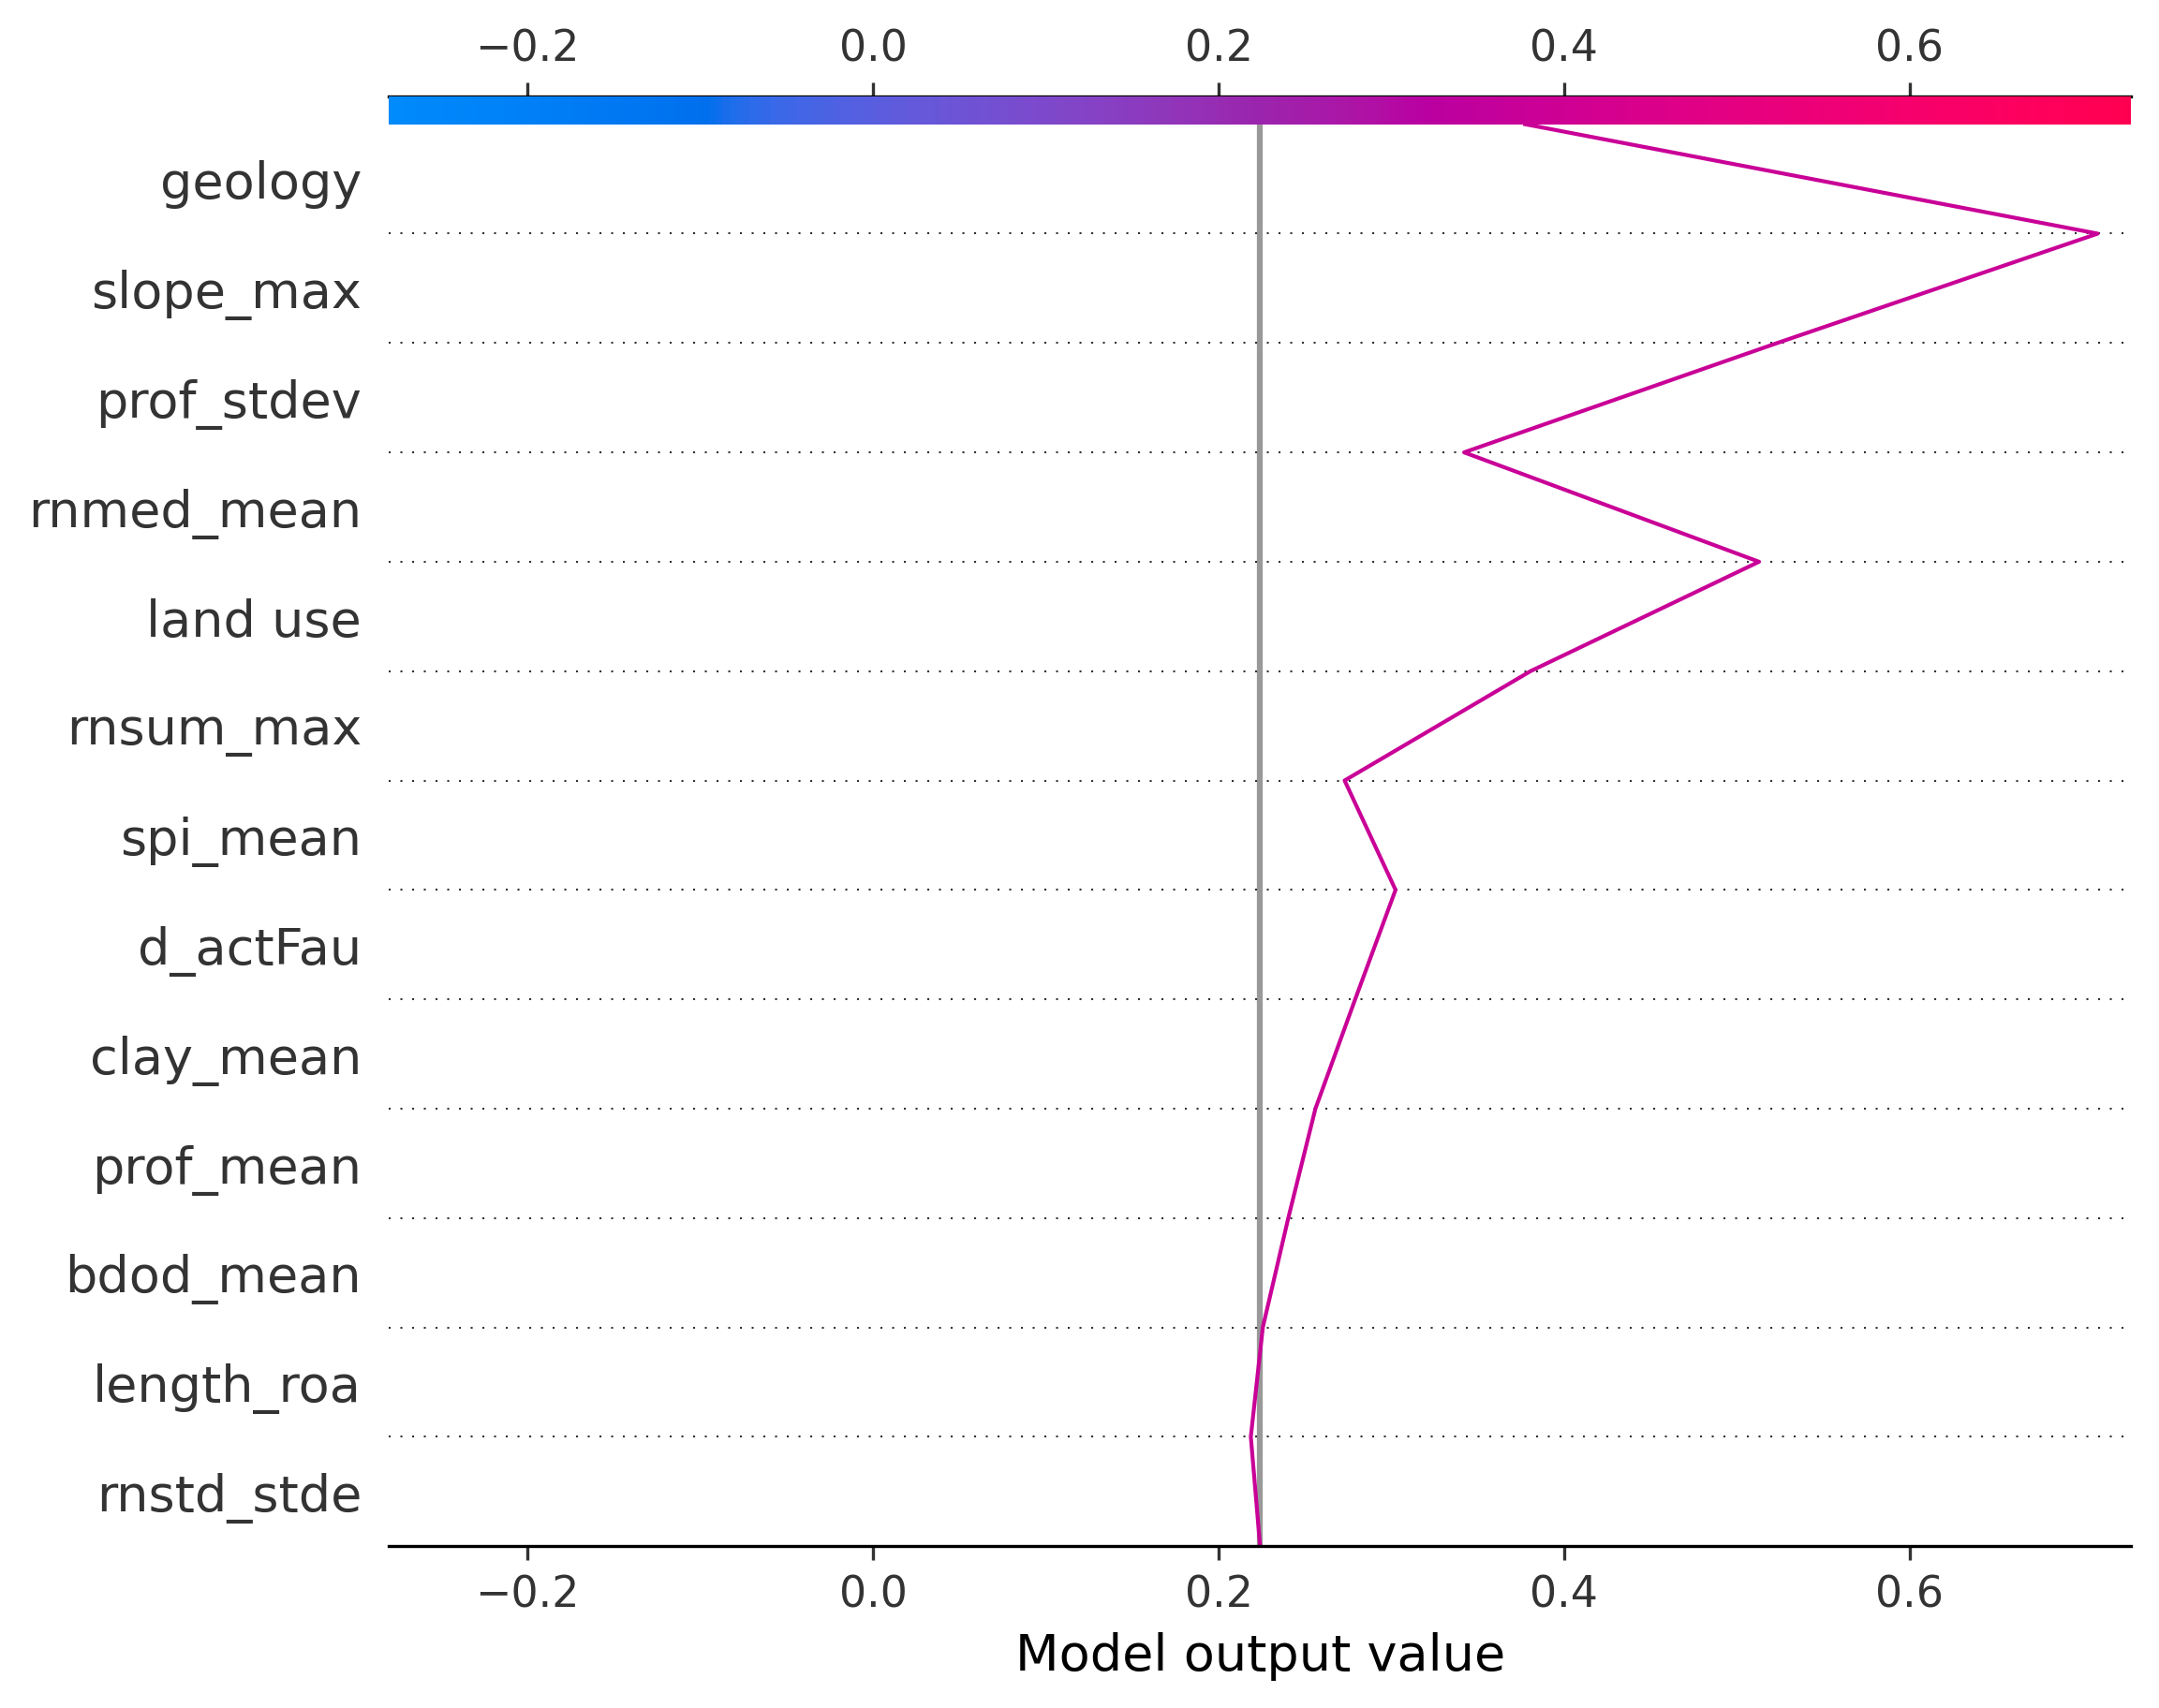 −0.2 0.0 0.2 0.4 0.6
geology
slope_max
prof_stdev
rnmed_mean
land use
rnsum_max
spi_mean
d_actFau
clay_mean
prof_mean
bdod_mean
length_roa
rnstd_stde
−0.2 0.0 0.2 0.4 0.6
Model output value